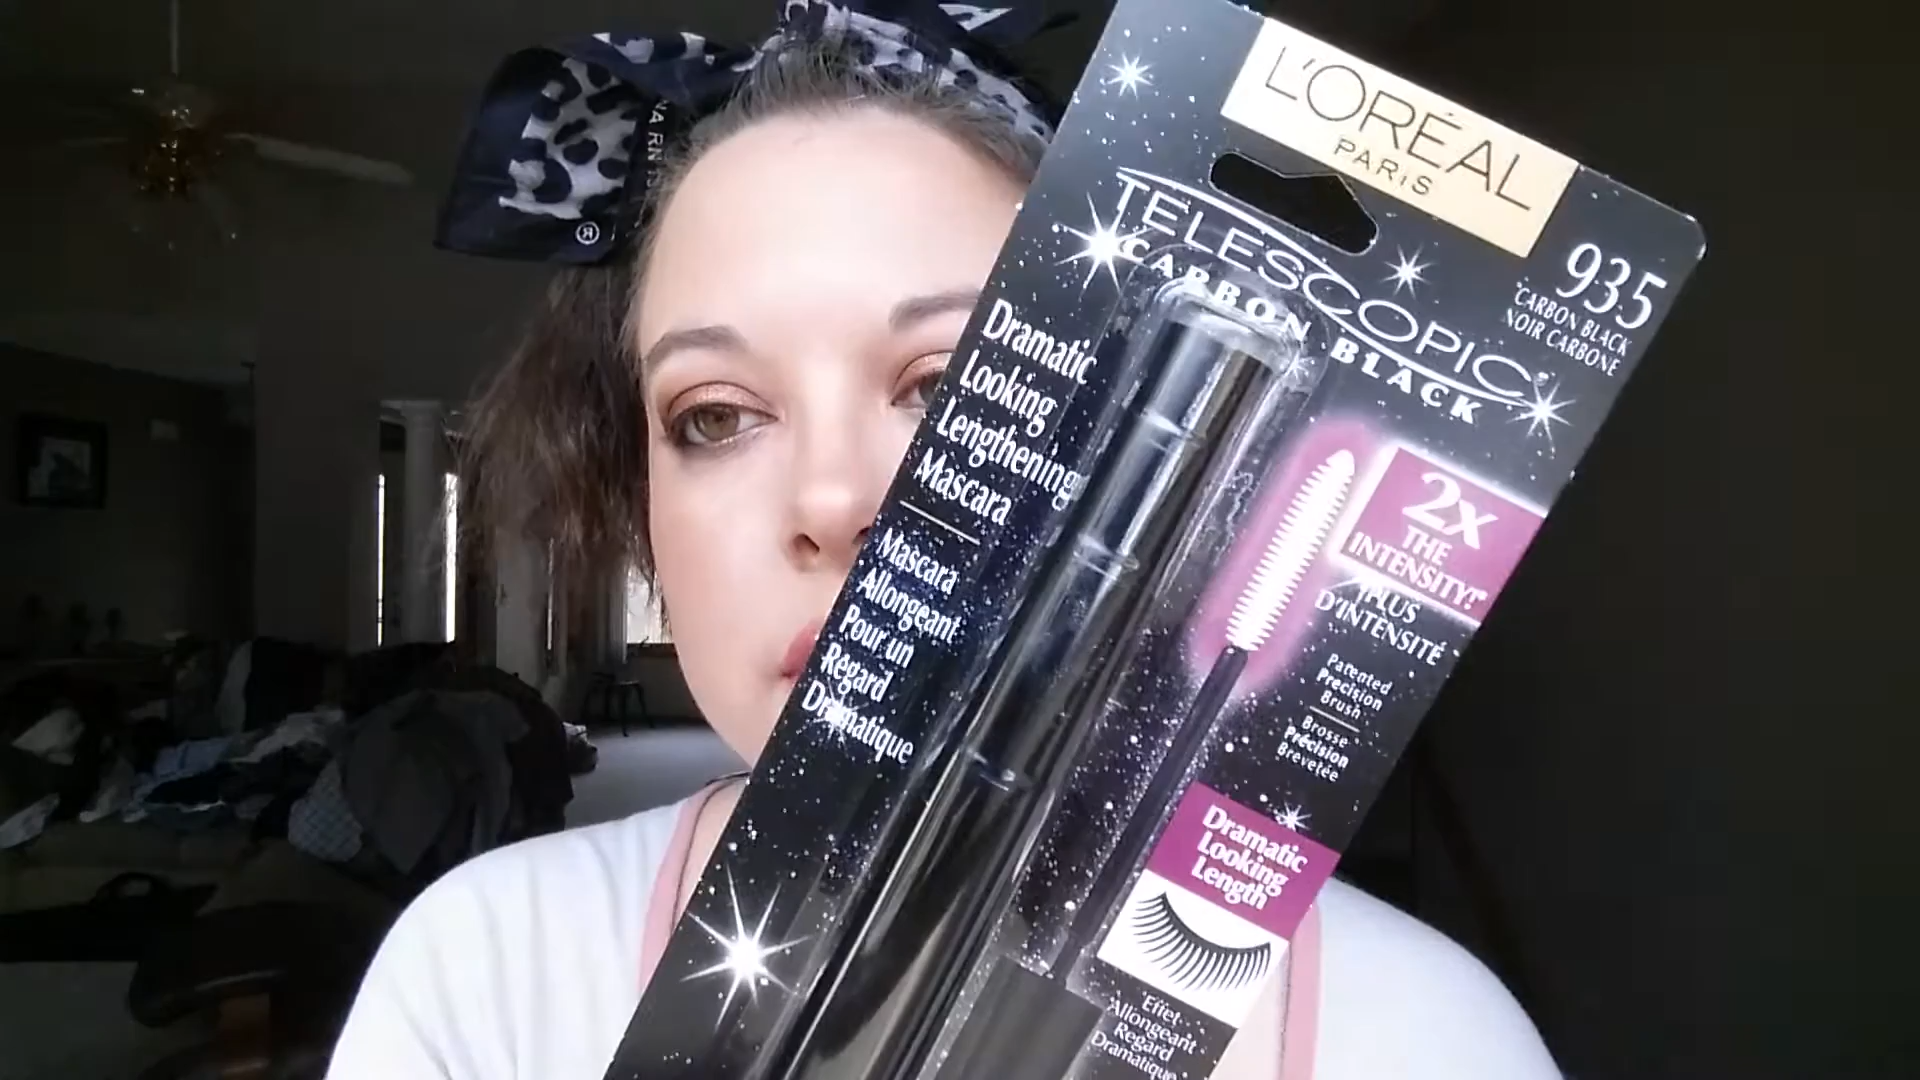 L'ORÉAL
PARIS
TELESCOPIC®
CARBON BLACK
935
CARBON BLACK
NOIR CARBONE
Dramatic
Looking
Lengthening
Mascara
Mascara
Allongeant
Pour un
Regard
Dramatique
2x
THE
INTENSITY!*
PLUS
D'INTENSITÉ
Patented
Precision
Brush
Brosse
Précision
Brevetée
Dramatic
Looking
Length
Effet
Allongeant
Regard
Dramatique
®